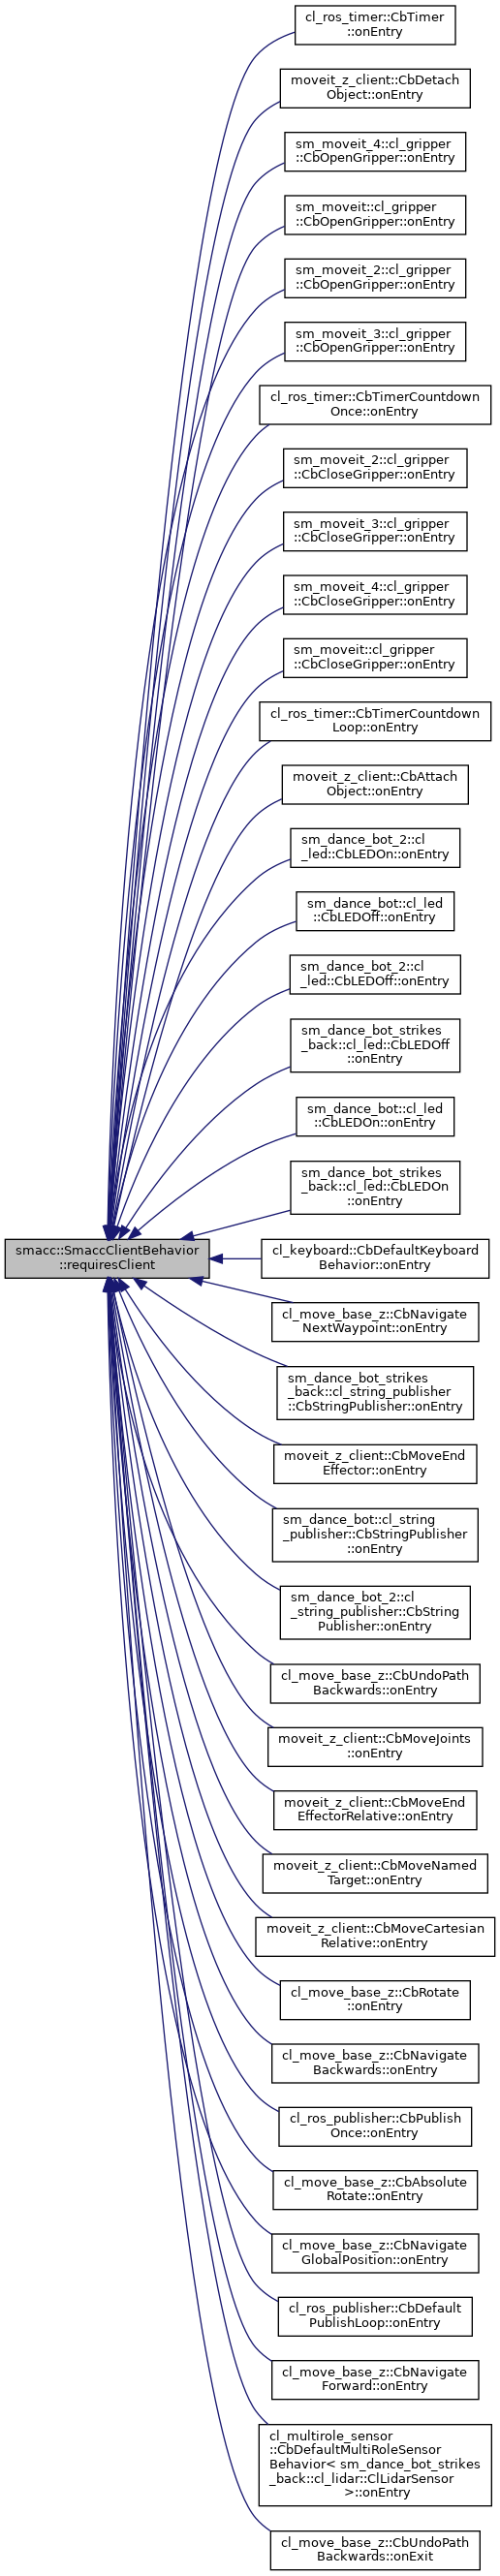 cl_ros_timer::CbTimer
::onEntry
moveit_z_client::CbDetach
Object::onEntry
sm_moveit_4::cl_gripper
::CbOpenGripper::onEntry
sm_moveit::cl_gripper
::CbOpenGripper::onEntry
sm_moveit_2::cl_gripper
::CbOpenGripper::onEntry
sm_moveit_3::cl_gripper
::CbOpenGripper::onEntry
cl_ros_timer::CbTimerCountdown
Once::onEntry
sm_moveit_2::cl_gripper
::CbCloseGripper::onEntry
sm_moveit_3::cl_gripper
::CbCloseGripper::onEntry
sm_moveit_4::cl_gripper
::CbCloseGripper::onEntry
sm_moveit::cl_gripper
::CbCloseGripper::onEntry
cl_ros_timer::CbTimerCountdown
Loop::onEntry
moveit_z_client::CbAttach
Object::onEntry
sm_dance_bot_2::cl
_led::CbLEDOn::onEntry
sm_dance_bot::cl_led
::CbLEDOff::onEntry
sm_dance_bot_2::cl
_led::CbLEDOff::onEntry
sm_dance_bot_strikes
_back::cl_led::CbLEDOff
::onEntry
sm_dance_bot::cl_led
::CbLEDOn::onEntry
sm_dance_bot_strikes
_back::cl_led::CbLEDOn
::onEntry
smacc::SmaccClientBehavior
::requiresClient
cl_keyboard::CbDefaultKeyboard
Behavior::onEntry
cl_move_base_z::CbNavigate
NextWaypoint::onEntry
sm_dance_bot_strikes
_back::cl_string_publisher
::CbStringPublisher::onEntry
moveit_z_client::CbMoveEnd
Effector::onEntry
sm_dance_bot::cl_string
_publisher::CbStringPublisher
::onEntry
sm_dance_bot_2::cl
_string_publisher::CbString
Publisher::onEntry
cl_move_base_z::CbUndoPath
Backwards::onEntry
moveit_z_client::CbMoveJoints
::onEntry
moveit_z_client::CbMoveEnd
EffectorRelative::onEntry
moveit_z_client::CbMoveNamed
Target::onEntry
moveit_z_client::CbMoveCartesian
Relative::onEntry
cl_move_base_z::CbRotate
::onEntry
cl_move_base_z::CbNavigate
Backwards::onEntry
cl_ros_publisher::CbPublish
Once::onEntry
cl_move_base_z::CbAbsolute
Rotate::onEntry
cl_move_base_z::CbNavigate
GlobalPosition::onEntry
cl_ros_publisher::CbDefault
PublishLoop::onEntry
cl_move_base_z::CbNavigate
Forward::onEntry
cl_multirole_sensor
::CbDefaultMultiRoleSensor
Behavior< sm_dance_bot_strikes
_back::cl_lidar::ClLidarSensor
>::onEntry
cl_move_base_z::CbUndoPath
Backwards::onExit